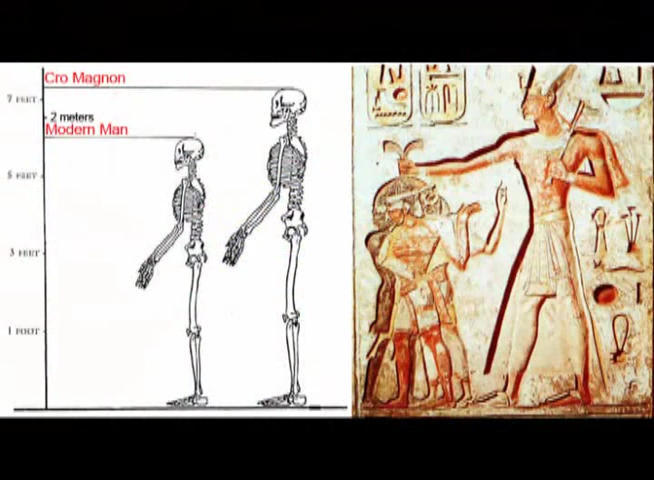 Cro Magnon
7 FEET
- 2 meters
Modern Man
5 FEET
3 FEET
1 FOOT